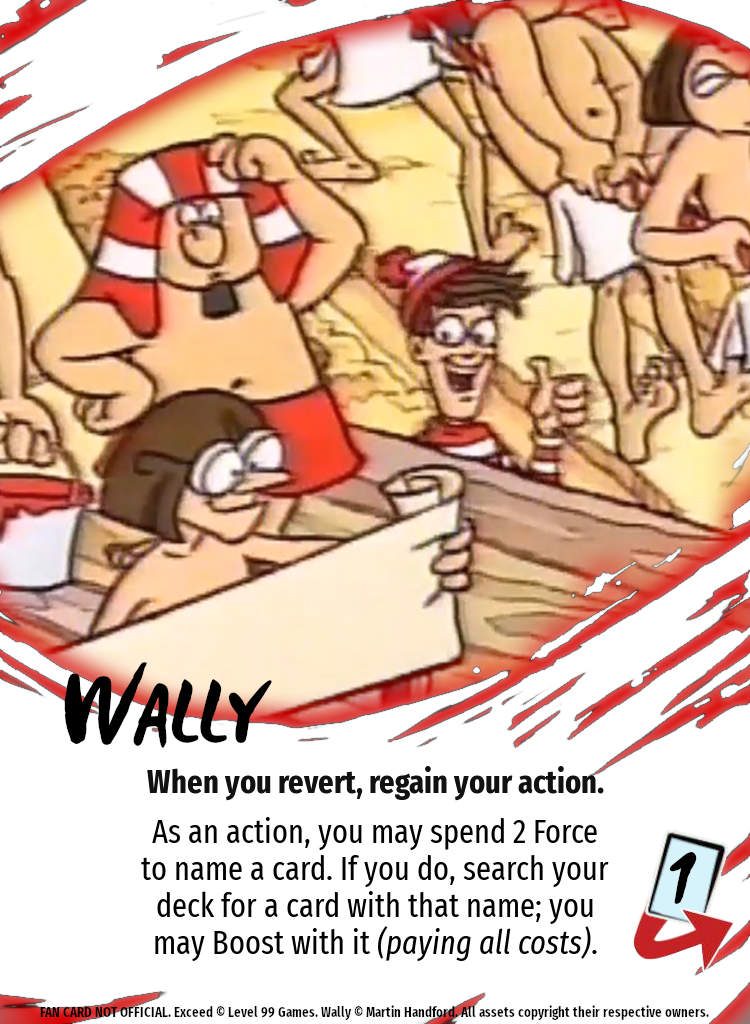 WALLY
When you revert, regain your action.
As an action, you may spend 2 Force
to name a card. If you do, search your
deck for a card with that name; you
may Boost with it (paying all costs).
1
FAN CARD NOT OFFICIAL. Exceed © Level 99 Games. Wally © Martin Handford. All assets copyright their respective owners.